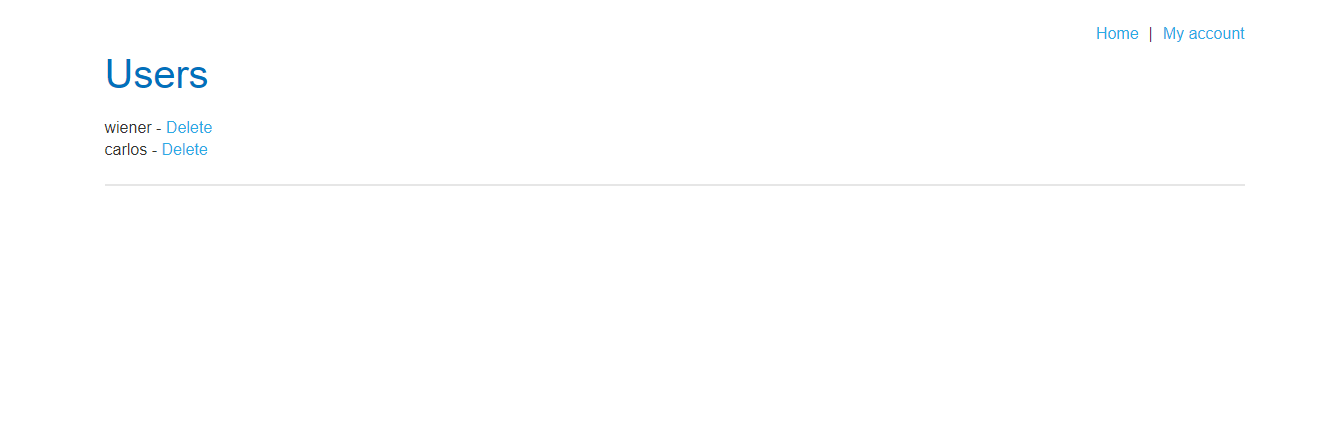 Home | My account
Users
wiener - Delete
carlos - Delete